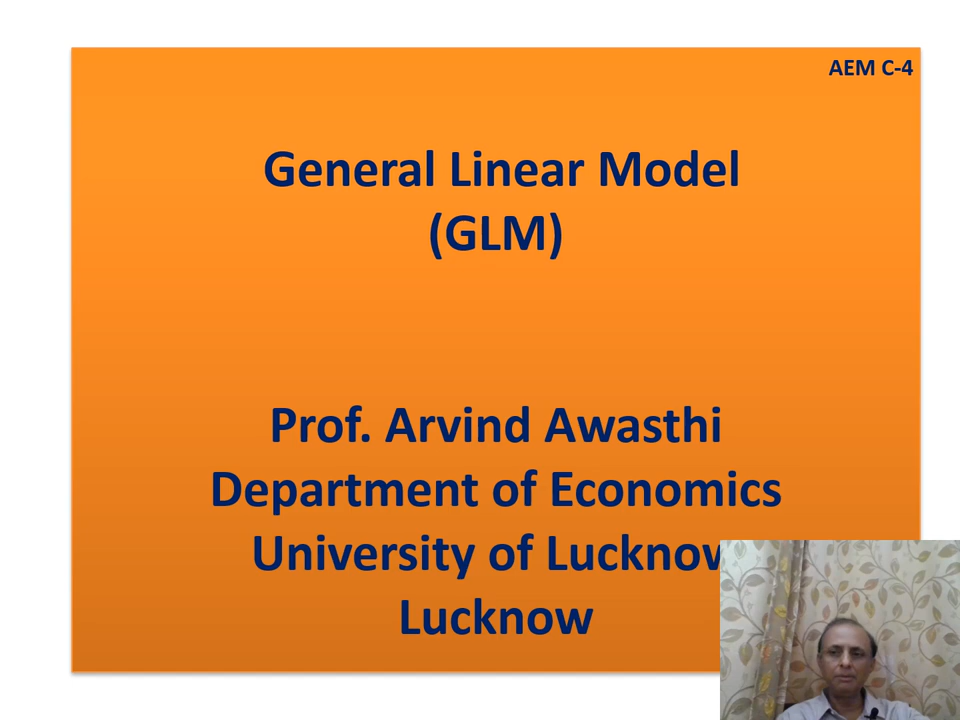 AEM C-4
General Linear Model
(GLM)
Prof. Arvind Awasthi
Department of Economics
University of Lucknow
Lucknow